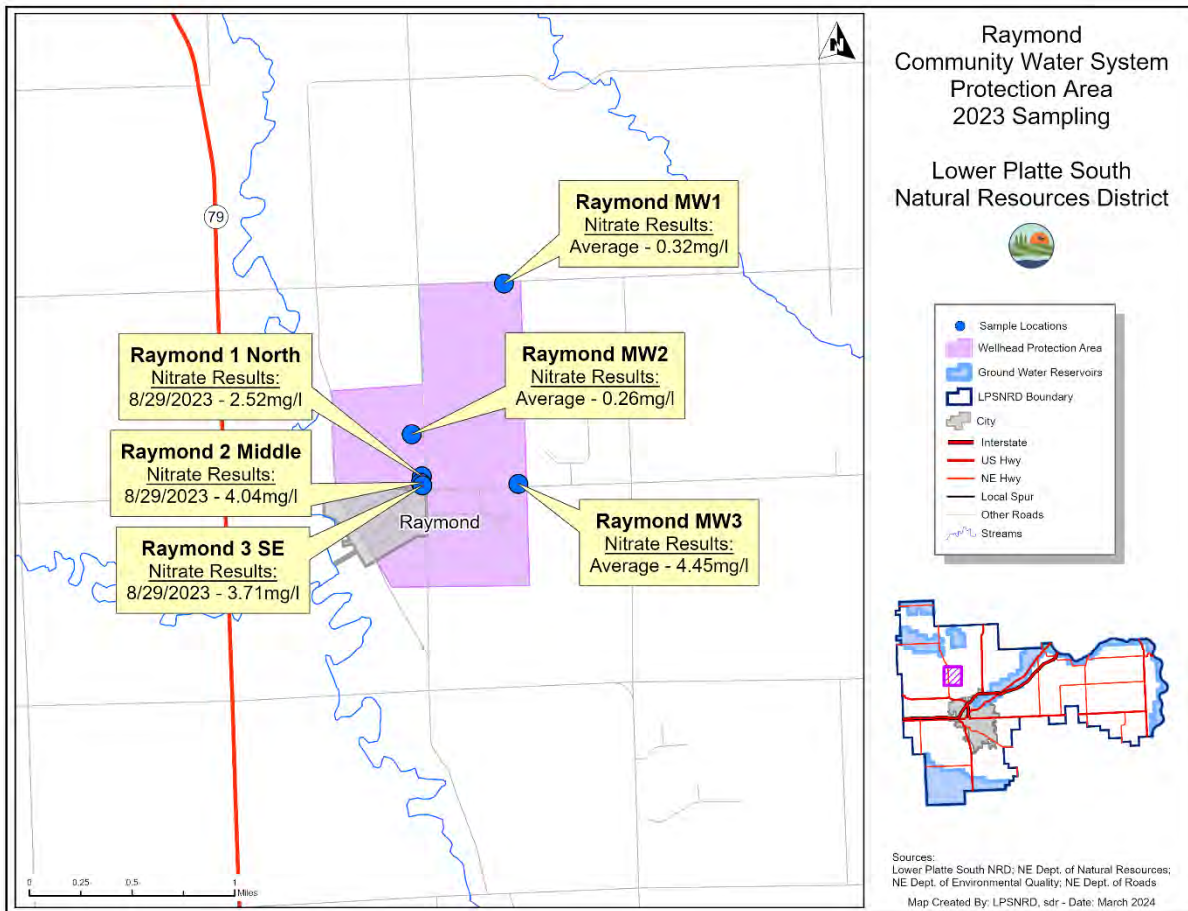 Raymond
Community Water System
Protection Area
2023 Sampling
Lower Platte South
Natural Resources District
N
79
Raymond MW1
Nitrate Results:
Average - 0.32mg/l
Raymond 1 North
Nitrate Results:
8/29/2023 - 2.52mg/l
Raymond MW2
Nitrate Results:
Average - 0.26mg/l
Raymond 2 Middle
Nitrate Results:
8/29/2023 - 4.04mg/l
Raymond
Raymond MW3
Nitrate Results:
Average - 4.45mg/l
Raymond 3 SE
Nitrate Results:
8/29/2023 - 3.71mg/l
Sample Locations
Wellhead Protection Area
Ground Water Reservoirs
LPSNRD Boundary
City
Interstate
US Hwy
NE Hwy
Local Spur
Other Roads
Streams
0 0.25 0.5 1
Miles
Sources:
Lower Platte South NRD; NE Dept. of Natural Resources;
NE Dept. of Environmental Quality; NE Dept. of Roads
Map Created By: LPSNRD, sdr - Date: March 2024